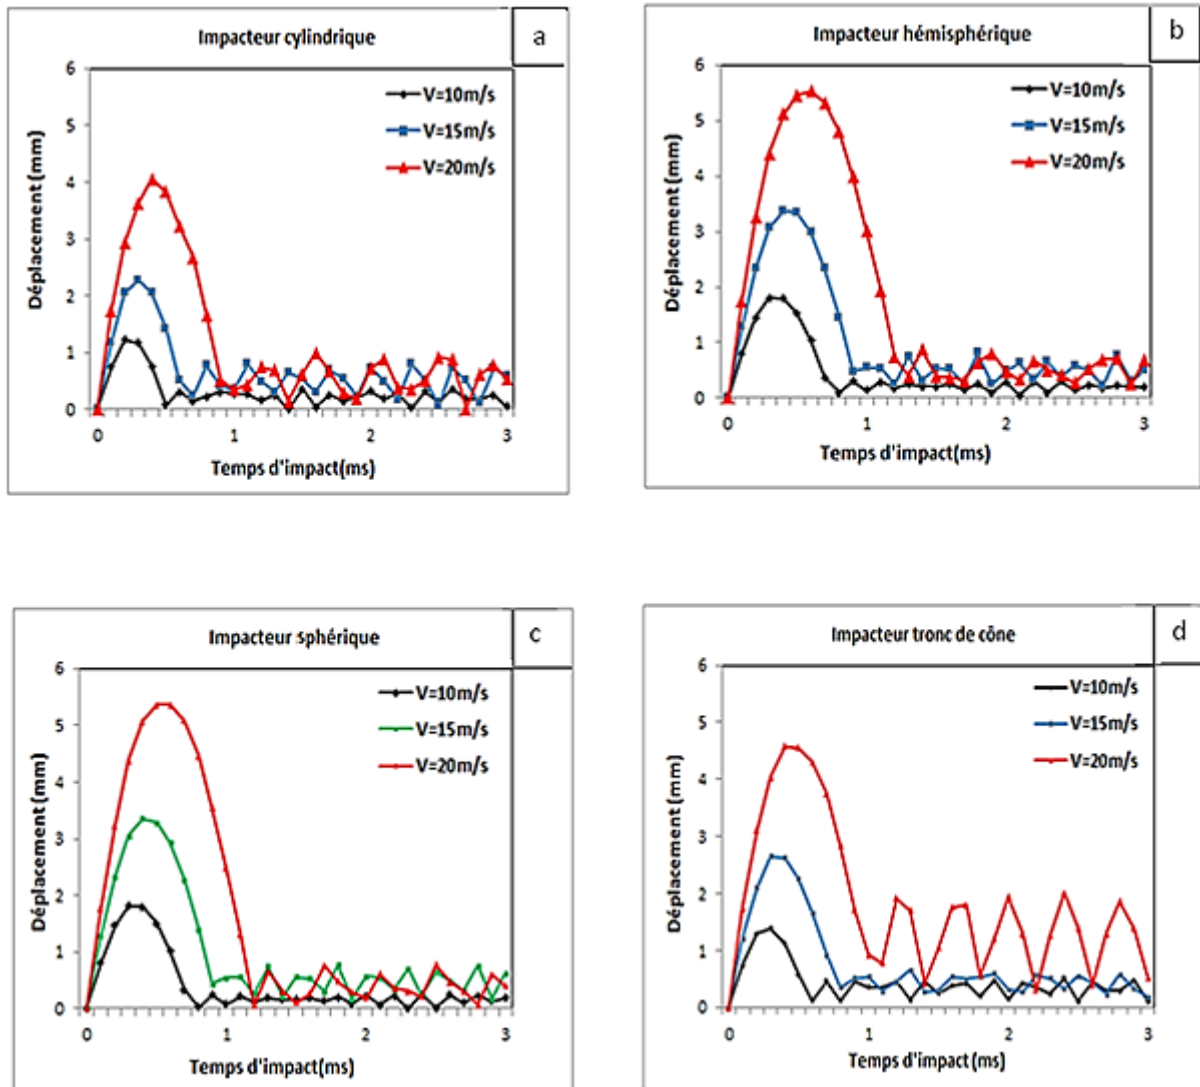 Impacteur cylindrique
a
6
5
4
3
2
1
0
V=10m/s
V=15m/s
V=20m/s
Déplacement (mm)
0 1 2 3
Temps d'impact(ms)
Impacteur hémisphérique
b
6
5
4
3
2
1
0
V=10m/s
V=15m/s
V=20m/s
Déplacement (mm)
0 1 2 3
Temps d'impact(ms)
Impacteur sphérique
c
6
5
4
3
2
1
0
V=10m/s
V=15m/s
V=20m/s
Déplacement (mm)
0 1 2 3
Temps d'impact(ms)
Impacteur tronc de cône
d
6
5
4
3
2
1
0
V=10m/s
V=15m/s
V=20m/s
Déplacement (mm)
0 1 2 3
Temps d'impact(ms)